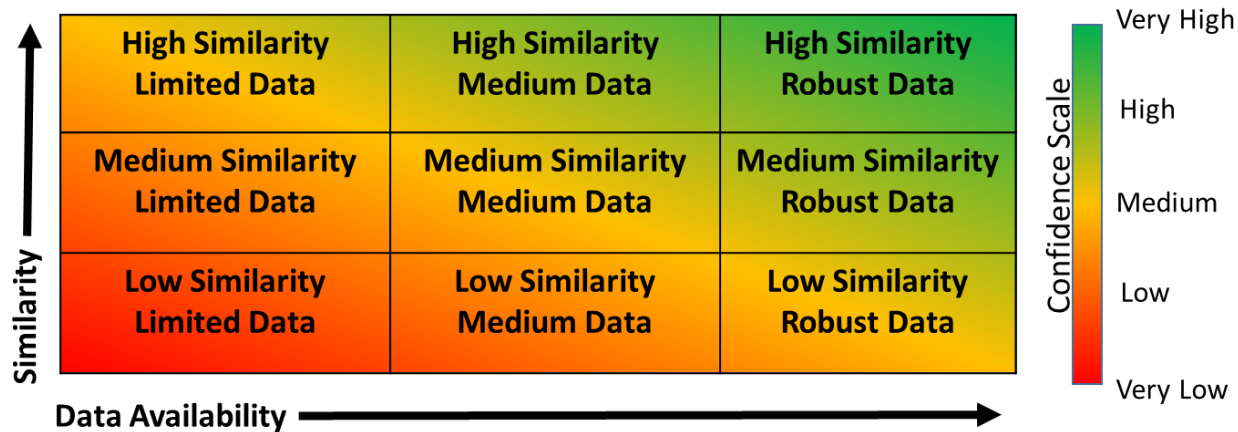 High Similarity
Limited Data
High Similarity
Medium Data
High Similarity
Robust Data
Medium Similarity
Limited Data
Medium Similarity
Medium Data
Medium Similarity
Robust Data
Low Similarity
Limited Data
Low Similarity
Medium Data
Low Similarity
Robust Data
Similarity
Data Availability
Confidence Scale
Very High
High
Medium
Low
Very Low